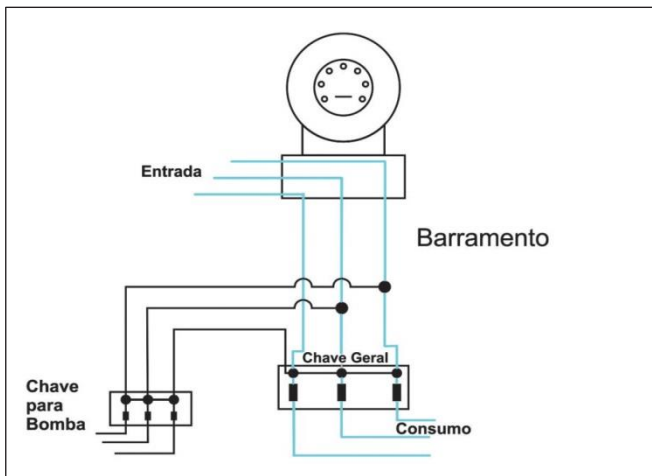 Entrada
Barramento
Chave Geral
Chave
para
Bomba
Consumo